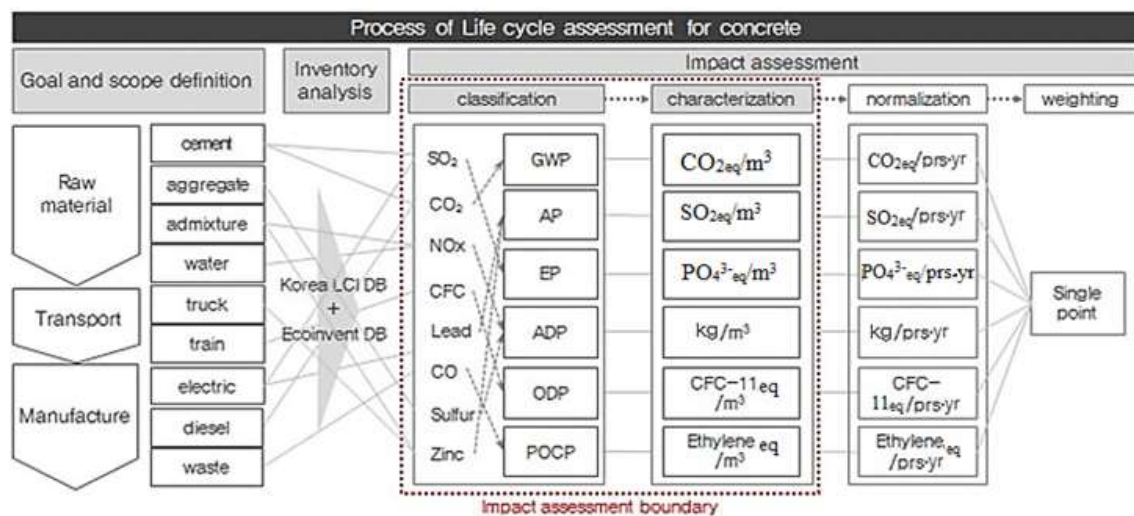 Process of Life cycle assessment for concrete
Goal and scope definition
Inventory
analysis
Impact assessment
classification
characterization
normalization
weighting
Raw
material
Transport
Manufacture
cement
aggregate
admixture
water
truck
train
electric
diesel
waste
Korea LCI DB
+
Ecoinvent DB
SO₂
CO₂
NOx
CFC
Lead
CO
Sulfur
Zinc
GWP
AP
EP
ADP
ODP
POCP
CO₂eq/m³
SO₂eq/m³
PO₄³⁻eq/m³
kg/m³
CFC-11eq
/m³
Ethylene eq
/m³
CO₂eq/prs-yr
SO₂eq/prs-yr
PO₄³⁻eq/prs-yr
kg/prs-yr
CFC-
11eq/prs-yr
Ethylene,eq
/prs-yr
Single
point
Impact assessment boundary